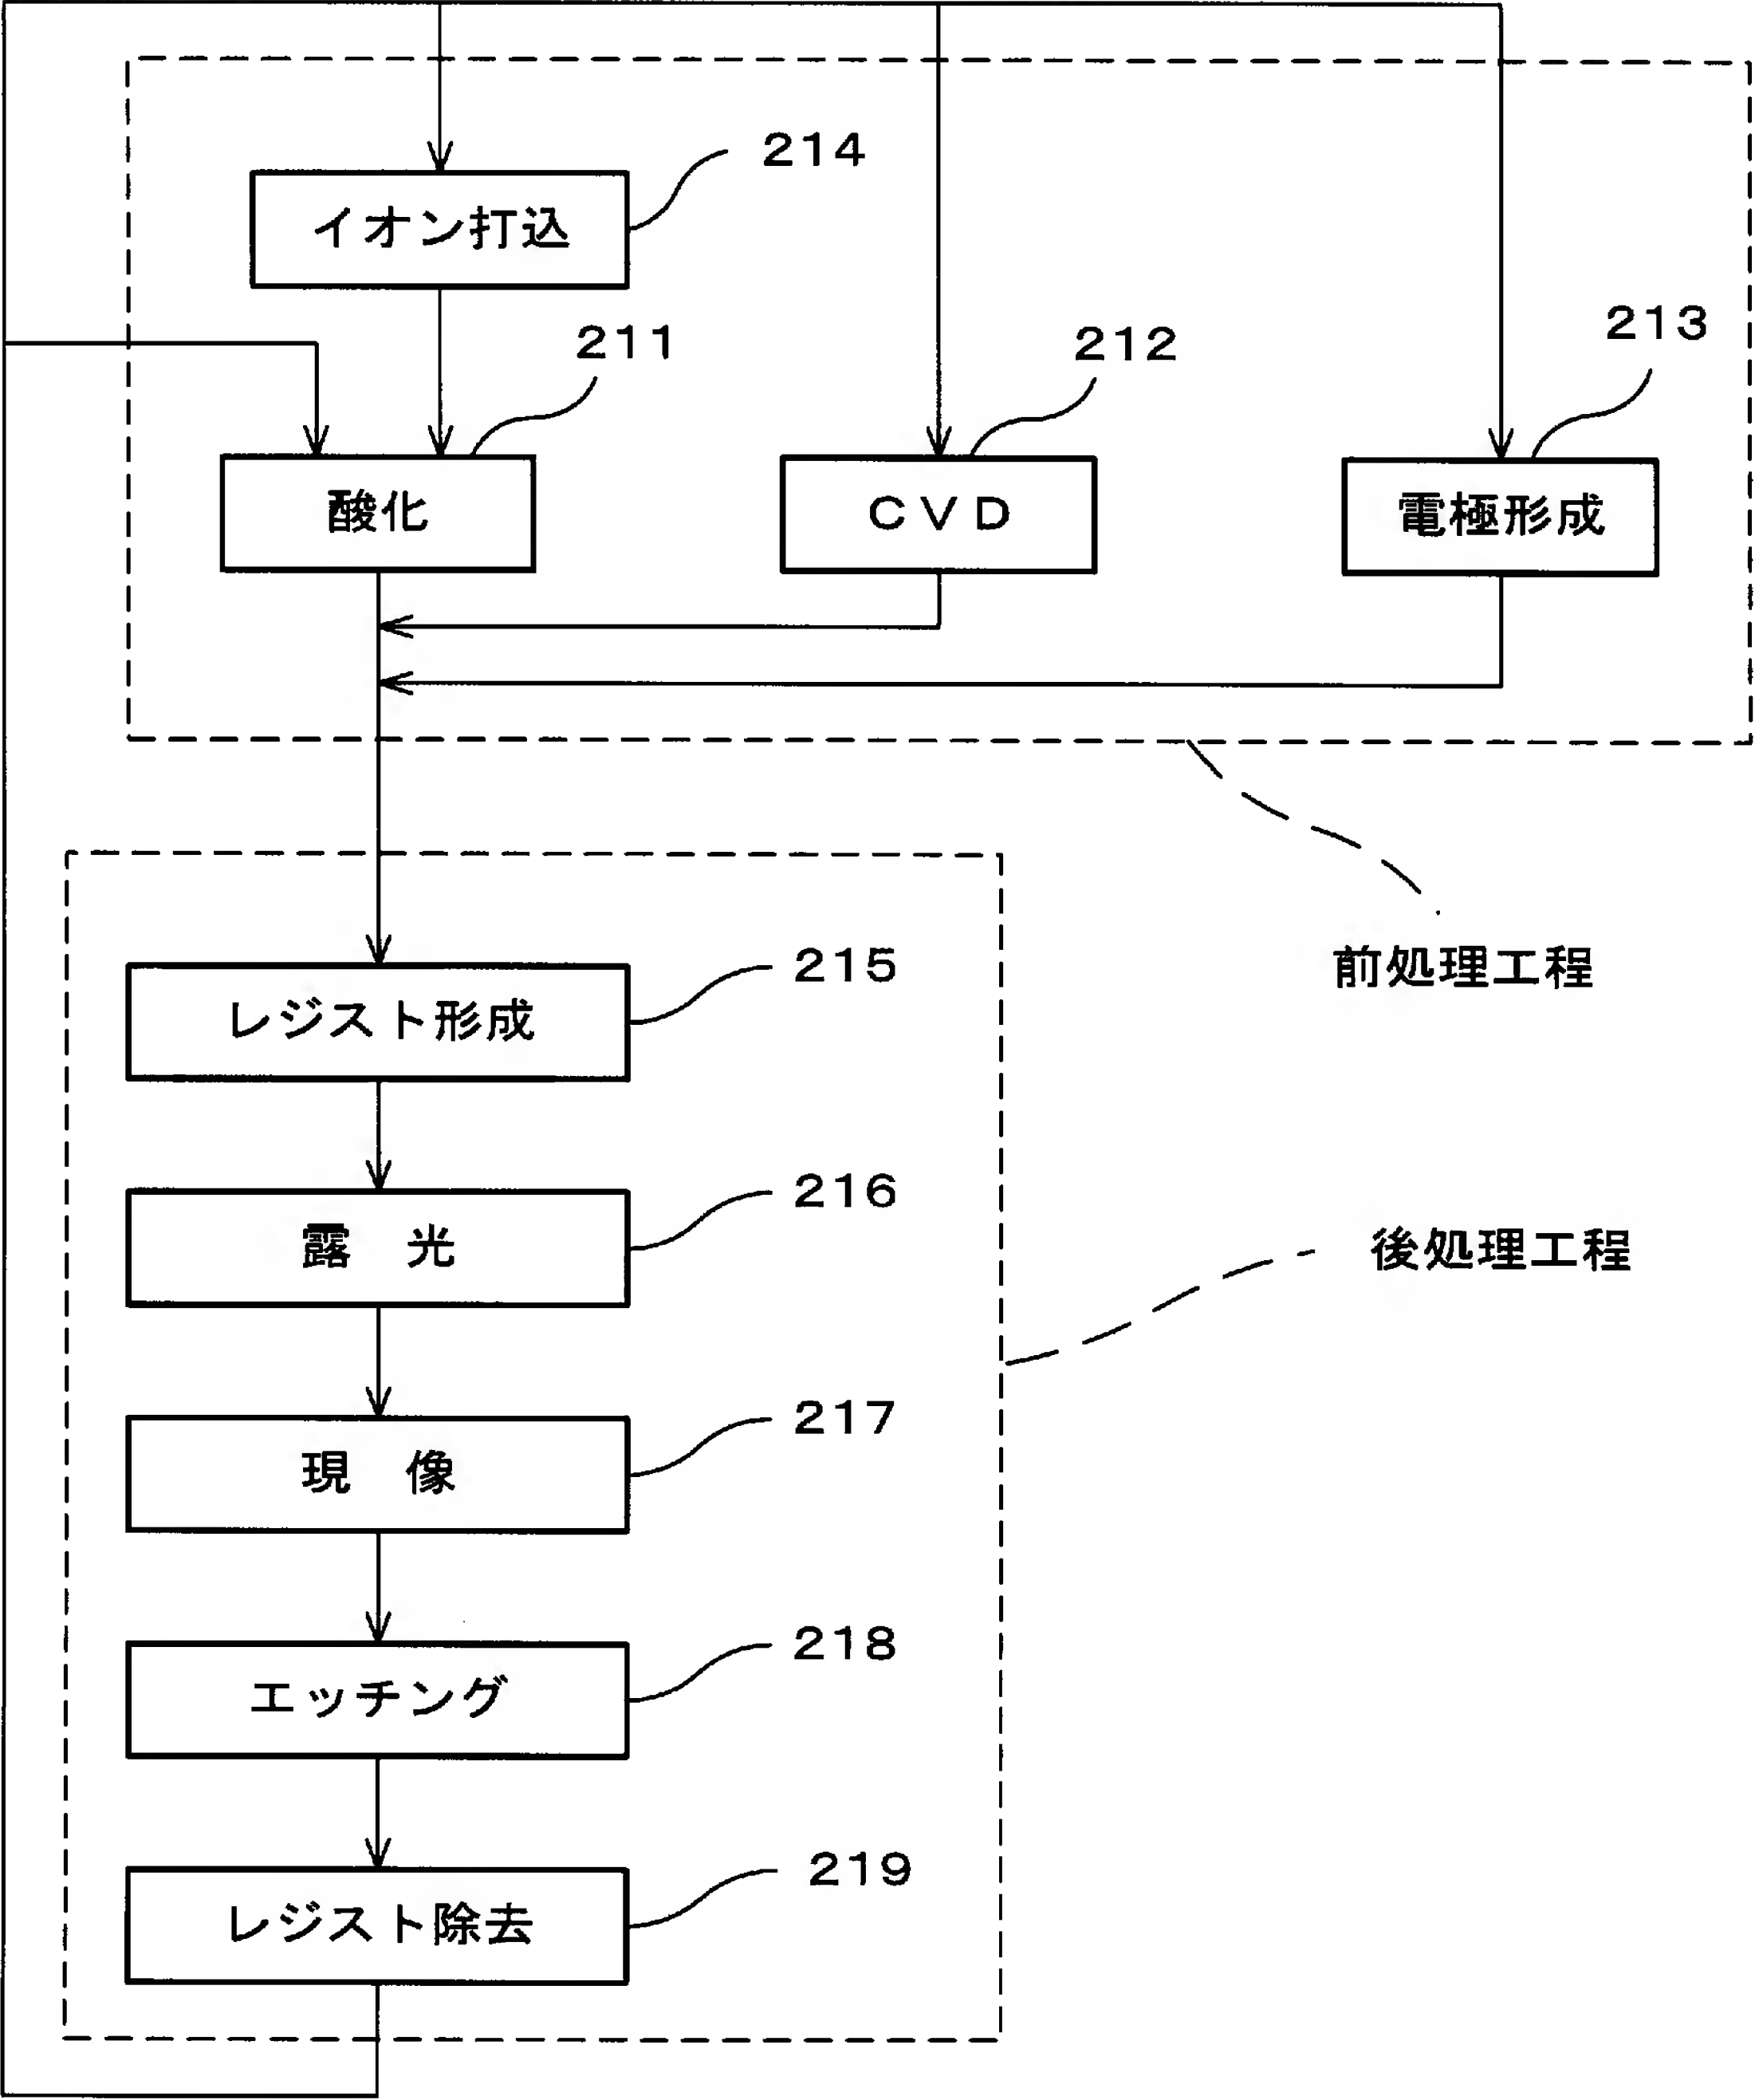 214
イオン打込
211
212
213
酸化
CVD
電極形成
前処理工程
215
レジスト形成
216
露 光
後処理工程
217
現 像
218
エッチング
219
レジスト除去